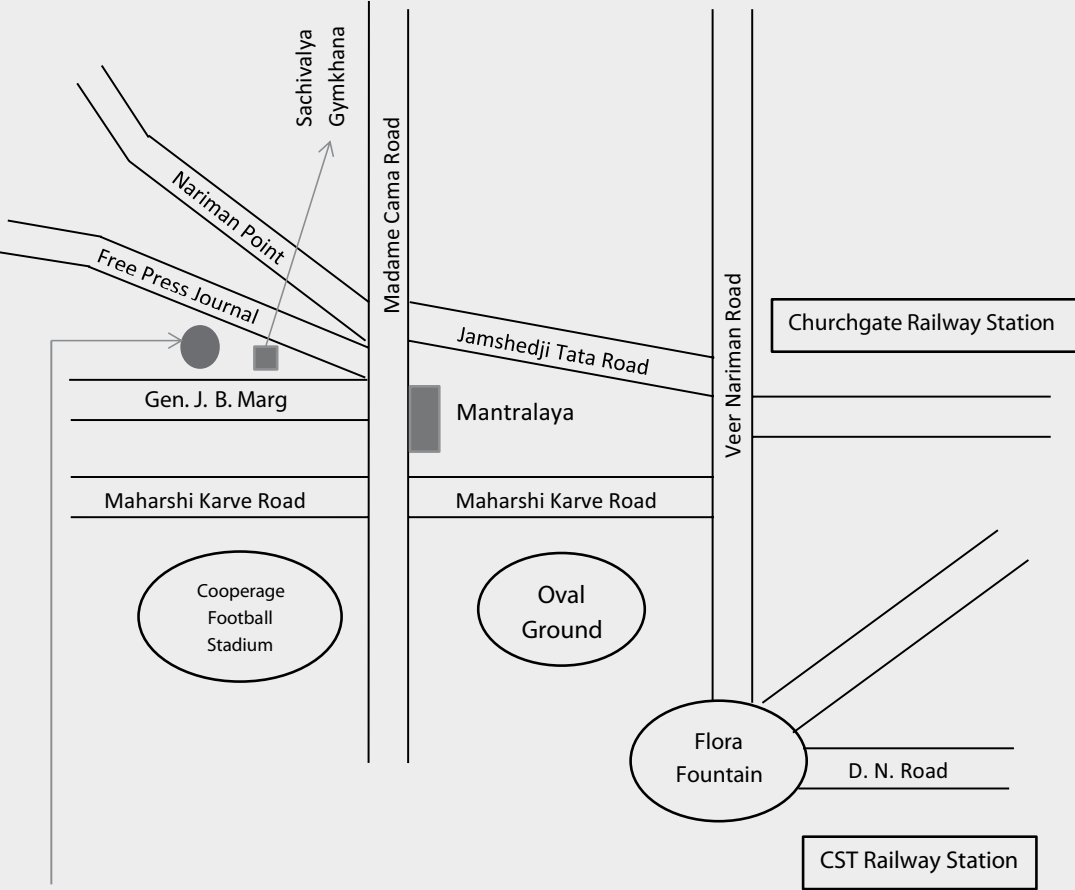 Sachivalya
Gymkhana
Madame Cama Road
Nariman Point
Free Press Journal
Jamshedji Tata Road
Veer Nariman Road
Churchgate Railway Station
Gen. J. B. Marg
Mantralaya
Maharshi Karve Road
Maharshi Karve Road
Cooperage
Football
Stadium
Oval
Ground
Flora
Fountain
D. N. Road
CST Railway Station